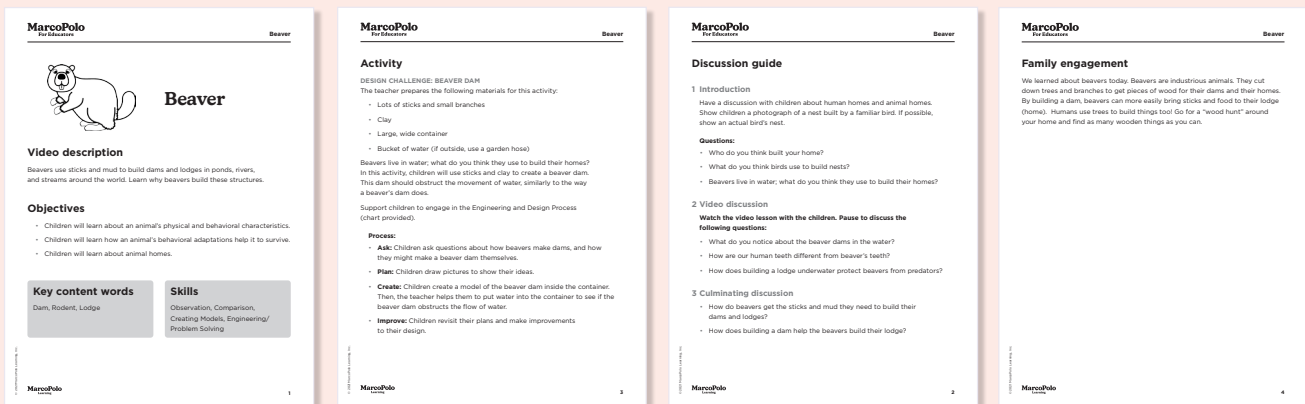 MarcoPolo
For Educators
Beaver
Beaver
Video description
Beavers use sticks and mud to build dams and lodges in ponds, rivers,
and streams around the world. Learn why beavers build these structures.
Objectives
• Children will learn about an animal's physical and behavioral characteristics.
• Children will learn how an animal's behavioral adaptations help it to survive.
• Children will learn about animal homes.
Key content words
Dam, Rodent, Lodge
Skills
Observation, Comparison,
Creating Models, Engineering/
Problem Solving
MarcoPolo
Learning
1
MarcoPolo
For Educators
Beaver
Activity
DESIGN CHALLENGE: BEAVER DAM
The teacher prepares the following materials for this activity:
• Lots of sticks and small branches
• Clay
• Large, wide container
• Bucket of water (if outside, use a garden hose)
Beavers live in water; what do you think they use to build their homes?
In this activity, children will use sticks and clay to create a beaver dam.
This dam should obstruct the movement of water, similarly to the way
a beaver's dam does.
Support children to engage in the Engineering and Design Process
(chart provided).
Process:
• Ask: Children ask questions about how beavers make dams, and how
they might make a beaver dam themselves.
• Plan: Children draw pictures to show their ideas.
• Create: Children create a model of the beaver dam inside the container.
Then, the teacher helps them to put water into the container to see if the
beaver dam obstructs the flow of water.
• Improve: Children revisit their plans and make improvements
to their design.
MarcoPolo
Learning
3
MarcoPolo
For Educators
Beaver
Discussion guide
1 Introduction
Have a discussion with children about human homes and animal homes.
Show children a photograph of a nest built by a familiar bird. If possible,
show an actual bird's nest.
Questions:
• Who do you think built your home?
• What do you think birds use to build nests?
• Beavers live in water; what do you think they use to build their homes?
2 Video discussion
Watch the video lesson with the children. Pause to discuss the
following questions:
• What do you notice about the beaver dams in the water?
• How are our human teeth different from beaver's teeth?
• How does building a lodge underwater protect beavers from predators?
3 Culminating discussion
• How do beavers get the sticks and mud they need to build their
dams and lodges?
• How does building a dam help the beavers build their lodge?
MarcoPolo
Learning
2
MarcoPolo
For Educators
Beaver
Family engagement
We learned about beavers today. Beavers are industrious animals. They cut
down trees and branches to get pieces of wood for their dams and their homes.
By building a dam, beavers can more easily bring sticks and food to their lodge
(home). Humans use trees to build things too! Go for a "wood hunt" around
your home and find as many wooden things as you can.
MarcoPolo
Learning
4